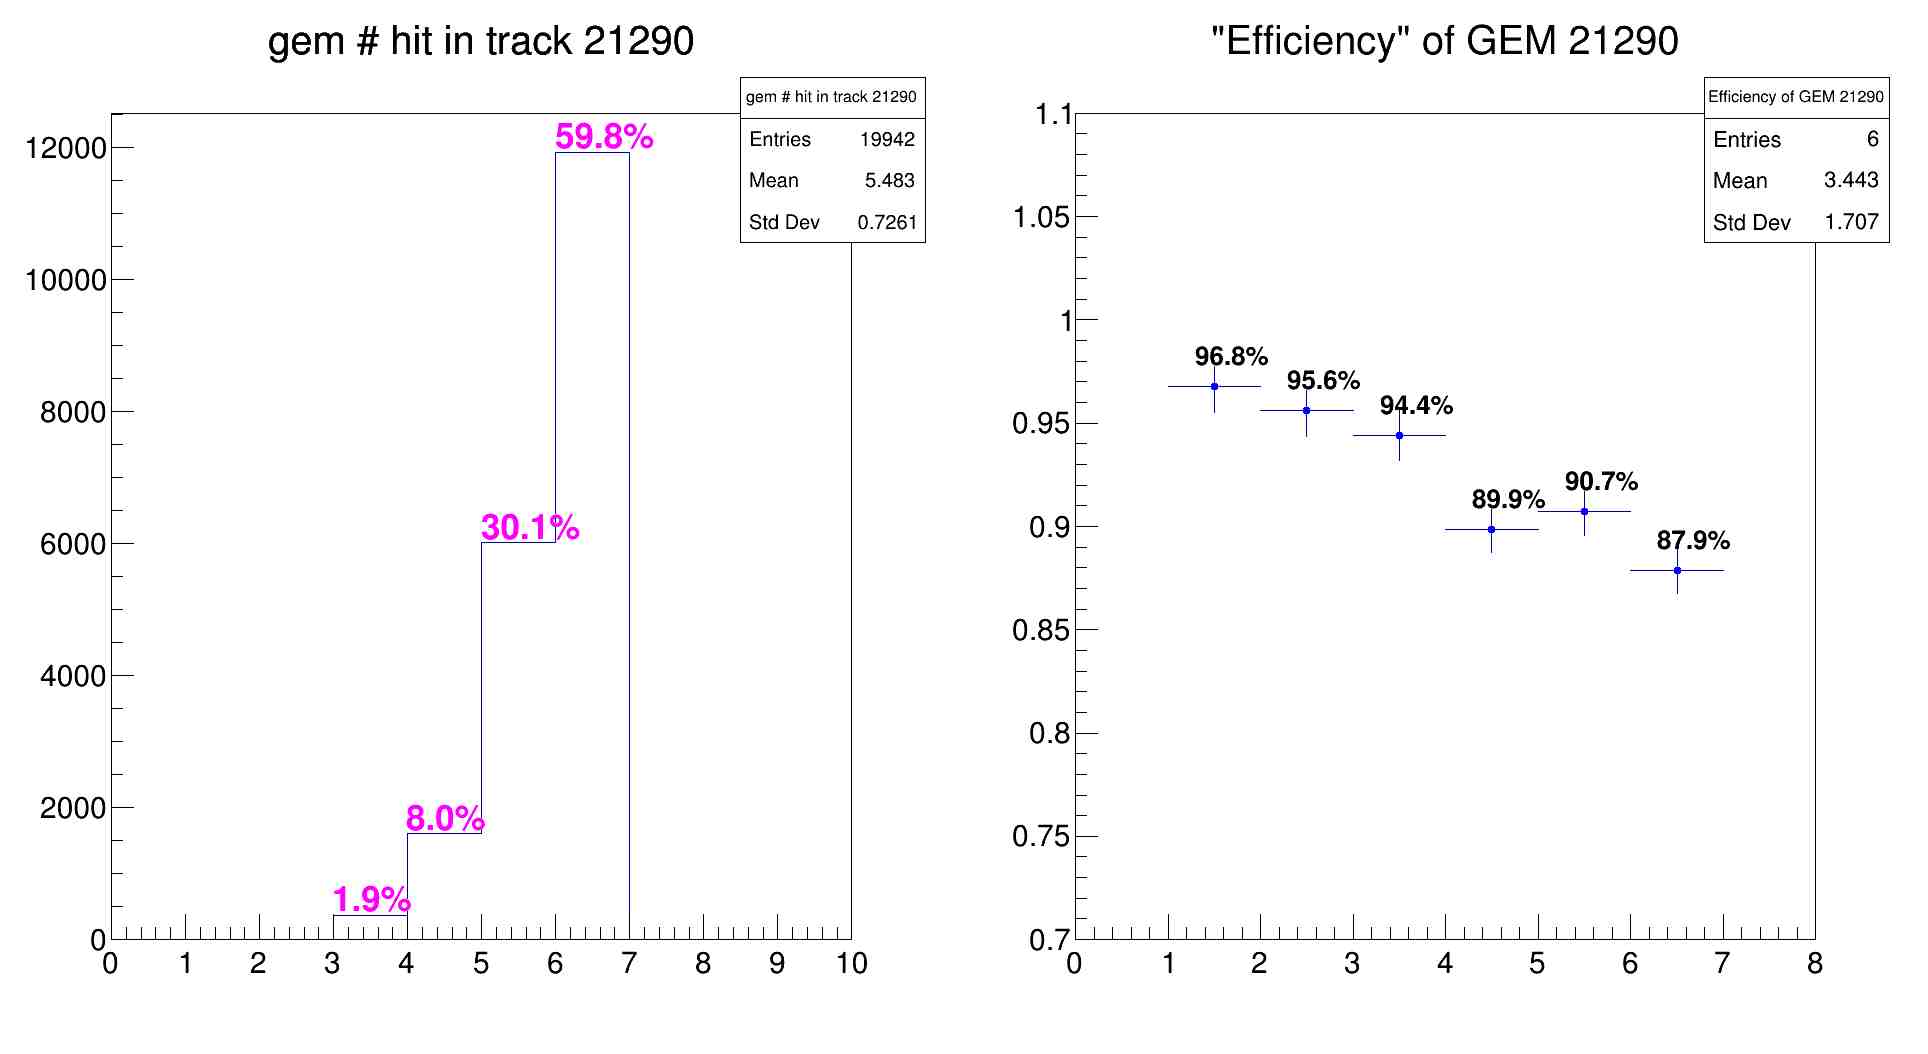 gem # hit in track 21290
gem # hit in track 21290
Entries 19942
Mean 5.483
Std Dev 0.7261
12000
10000
8000
6000
4000
2000
0
59.8%
30.1%
8.0%
1.9%
0 1 2 3 4 5 6 7 8 9 10
"Efficiency" of GEM 21290
Efficiency of GEM 21290
Entries 6
Mean 3.443
Std Dev 1.707
1.1
1.05
1
0.95
0.9
0.85
0.8
0.75
0.7
96.8%
95.6%
94.4%
89.9%
90.7%
87.9%
0 1 2 3 4 5 6 7 8